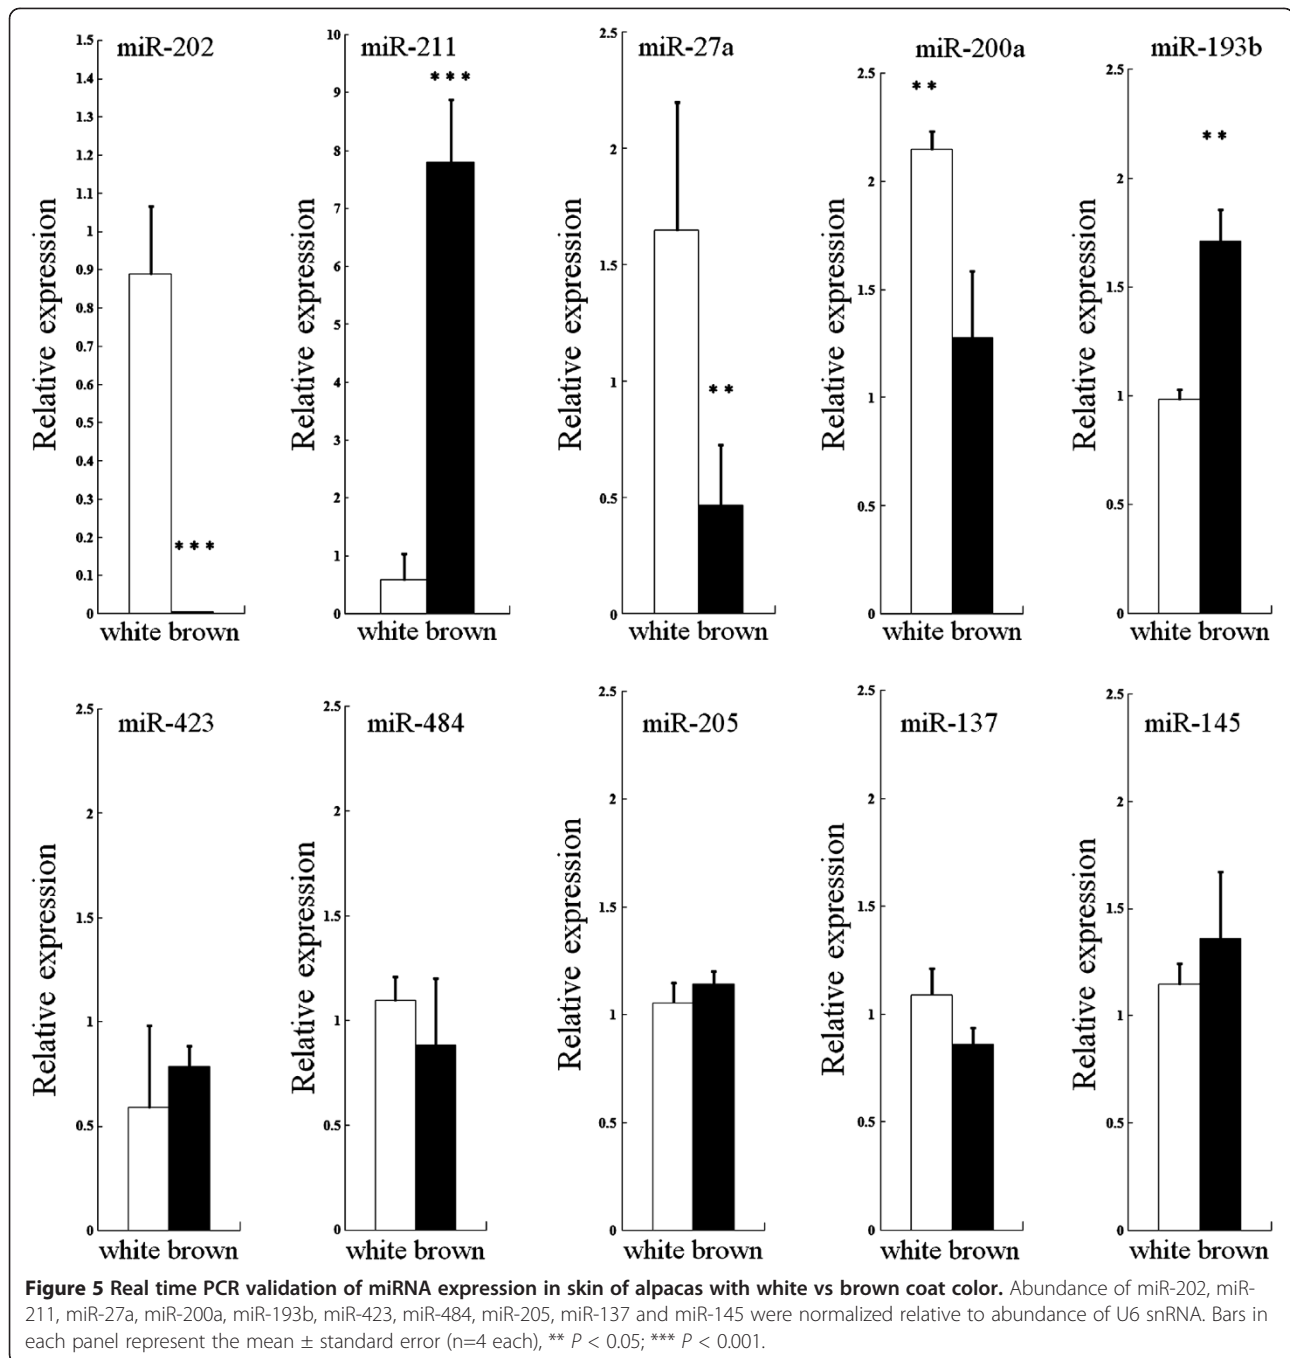 miR-202
1.5
1.4
1.3
1.2
1.1
1
0.9
0.8
0.7
0.6
0.5
0.4
0.3
0.2
0.1
0
Relative expression
***
white brown
miR-211
10
9
8
7
6
5
4
3
2
1
0
Relative expression
***
white brown
miR-27a
2.5
2
1.5
1
0.5
0
Relative expression
**
white brown
miR-200a
2.5
2
1.5
1
0.5
0
Relative expression
**
white brown
miR-193b
2.5
2
1.5
1
0.5
0
Relative expression
**
white brown
miR-423
2.5
2
1.5
1
0.5
0
Relative expression
white brown
miR-484
2.5
2
1.5
1
0.5
0
Relative expression
white brown
miR-205
2.5
2
1.5
1
0.5
0
Relative expression
white brown
miR-137
2.5
2
1.5
1
0.5
0
Relative expression
white brown
miR-145
2.5
2
1.5
1
0.5
0
Relative expression
white brown
Figure 5 Real time PCR validation of miRNA expression in skin of alpacas with white vs brown coat color. Abundance of miR-202, miR-
211, miR-27a, miR-200a, miR-193b, miR-423, miR-484, miR-205, miR-137 and miR-145 were normalized relative to abundance of U6 snRNA. Bars in
each panel represent the mean ± standard error (n=4 each), ** P < 0.05; *** P < 0.001.